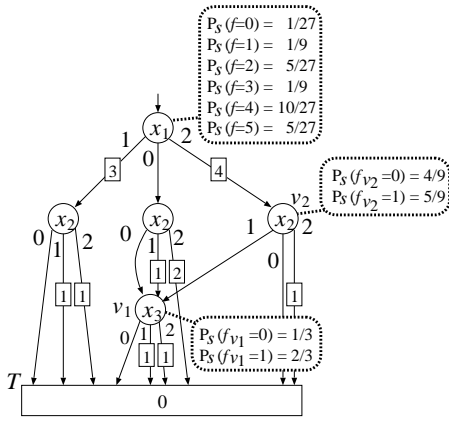 P_S(f=0) = 1/27
P_S(f=1) = 1/9
P_S(f=2) = 5/27
P_S(f=3) = 1/9
P_S(f=4) = 10/27
P_S(f=5) = 5/27
x_1
1 0 2
3 4
P_S(f_{v_2}=0) = 4/9
P_S(f_{v_2}=1) = 5/9
v_2
x_2 x_2 x_2
0 1 2 0 1 2 1 0 2
1 1 1 2 1
v_1 x_3
0 1 2
1 1
P_S(f_{v_1}=0) = 1/3
P_S(f_{v_1}=1) = 2/3
T
0